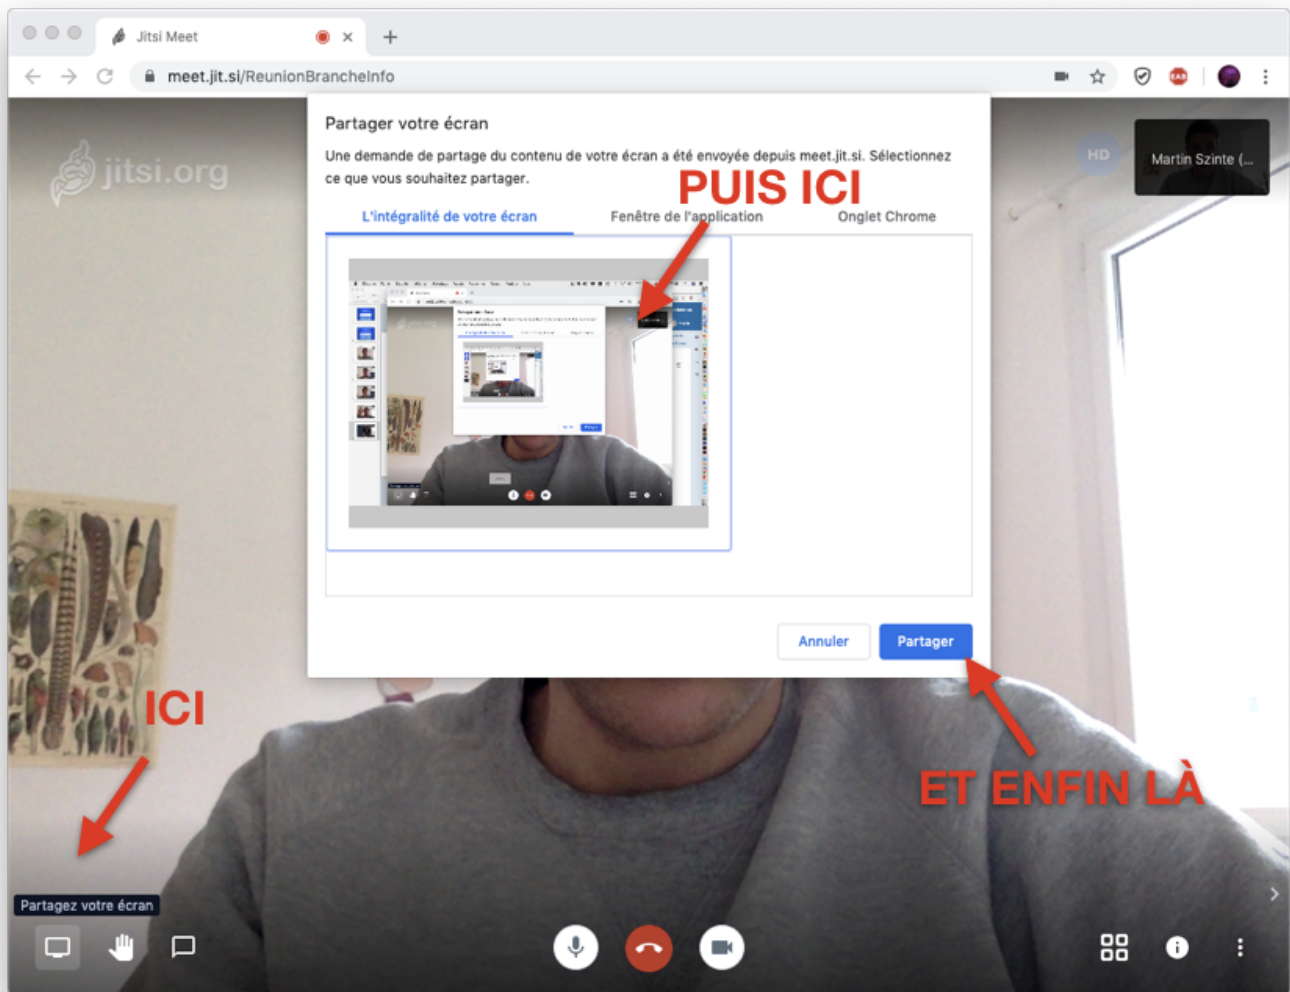 Jitsi Meet
meet.jit.si/ReunionBrancheInfo
EAB
jitsi.org
HD
Martin Szinte (...
Partager votre écran
Une demande de partage du contenu de votre écran a été envoyée depuis meet.jit.si. Sélectionnez
ce que vous souhaitez partager.
PUIS ICI
L'intégralité de votre écran
Fenêtre de l'application
Onglet Chrome
Annuler
Partager
ICI
ET ENFIN LÀ
Partagez votre écran